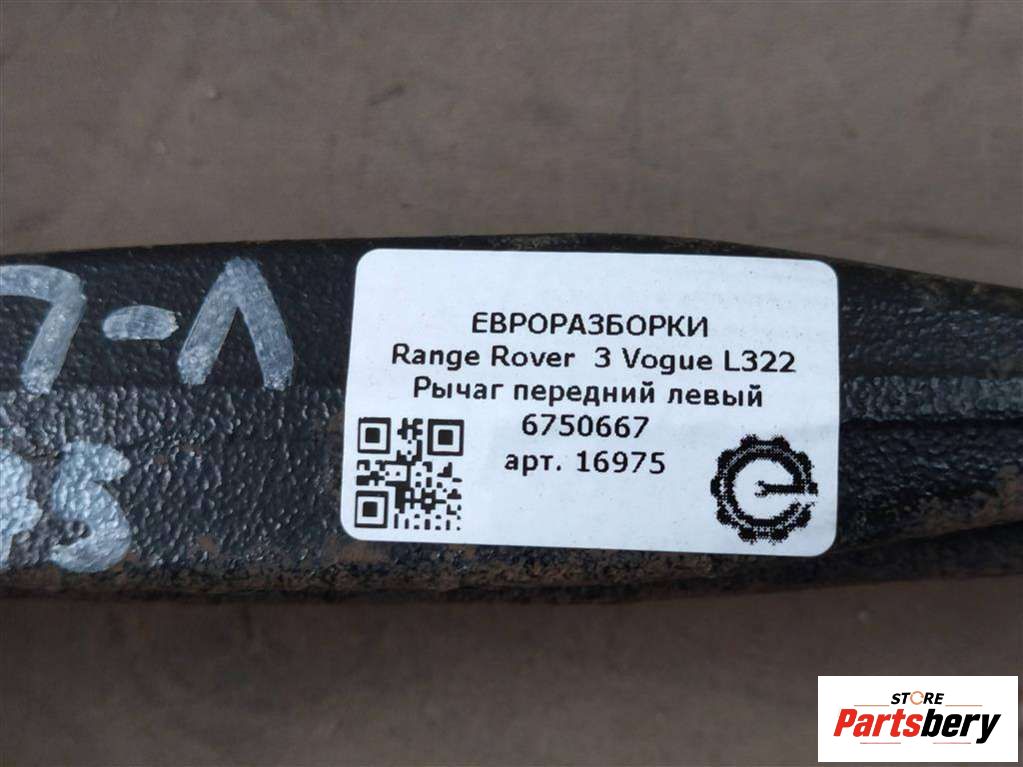 ЕВРОРАЗБОРКИ
Range Rover 3 Vogue L322
Рычаг передний левый
6750667
арт. 16975
STORE
Partsbery